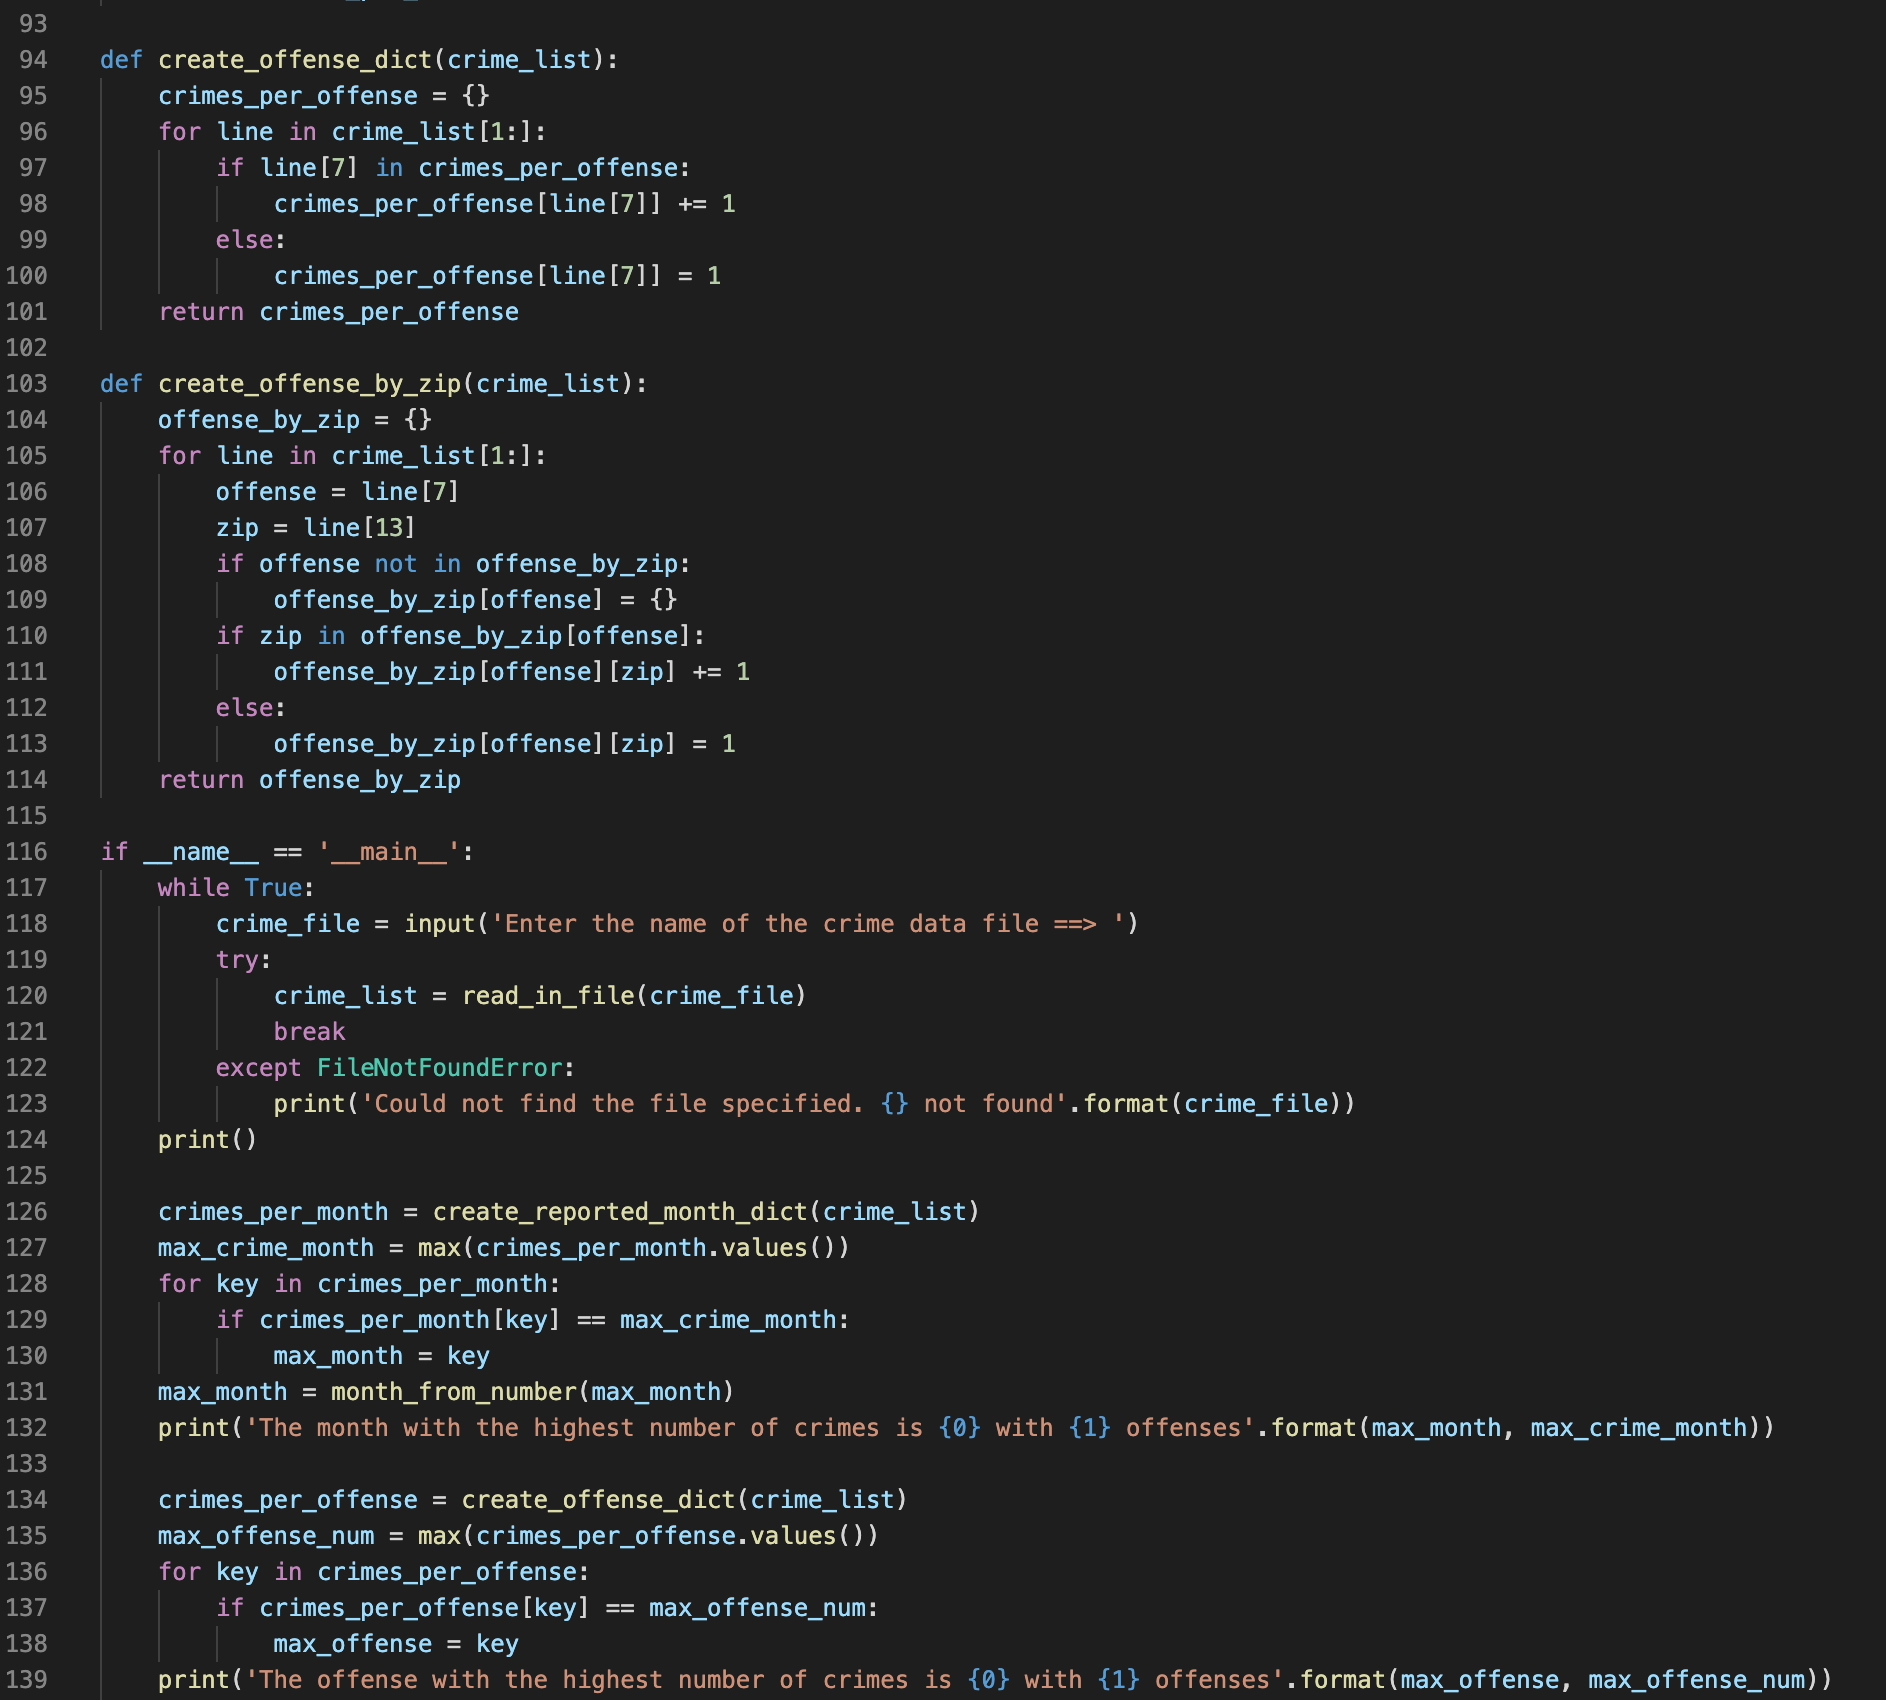 93
94 def create_offense_dict(crime_list):
95     crimes_per_offense = {}
96     for line in crime_list[1:]:
97         if line[7] in crimes_per_offense:
98             crimes_per_offense[line[7]] += 1
99         else:
100             crimes_per_offense[line[7]] = 1
101     return crimes_per_offense
102
103 def create_offense_by_zip(crime_list):
104     offense_by_zip = {}
105     for line in crime_list[1:]:
106         offense = line[7]
107         zip = line[13]
108         if offense not in offense_by_zip:
109             offense_by_zip[offense] = {}
110         if zip in offense_by_zip[offense]:
111             offense_by_zip[offense][zip] += 1
112         else:
113             offense_by_zip[offense][zip] = 1
114     return offense_by_zip
115
116 if __name__ == '__main__':
117     while True:
118         crime_file = input('Enter the name of the crime data file ==> ')
119         try:
120             crime_list = read_in_file(crime_file)
121             break
122         except FileNotFoundError:
123             print('Could not find the file specified. {} not found'.format(crime_file))
124     print()
125
126     crimes_per_month = create_reported_month_dict(crime_list)
127     max_crime_month = max(crimes_per_month.values())
128     for key in crimes_per_month:
129         if crimes_per_month[key] == max_crime_month:
130             max_month = key
131     max_month = month_from_number(max_month)
132     print('The month with the highest number of crimes is {0} with {1} offenses'.format(max_month, max_crime_month))
133
134     crimes_per_offense = create_offense_dict(crime_list)
135     max_offense_num = max(crimes_per_offense.values())
136     for key in crimes_per_offense:
137         if crimes_per_offense[key] == max_offense_num:
138             max_offense = key
139     print('The offense with the highest number of crimes is {0} with {1} offenses'.format(max_offense, max_offense_num))